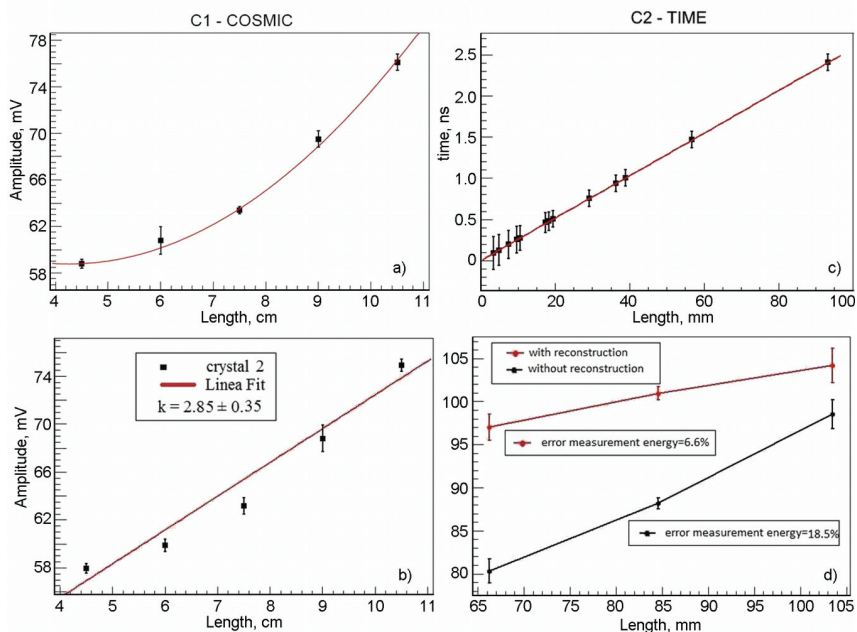 C1 - COSMIC
C2 - TIME
Amplitude, mV
78
76
70
66
62
58
4
5
6
7
8
9
10
11
Length, cm
a)
time, ns
2.5
2.0
1.5
1.0
0.5
0
0
20
40
60
80
100
Length, mm
c)
Amplitude, mV
74
70
66
62
58
crystal 2
Linea Fit
k = 2.85 ± 0.35
4
5
6
7
8
9
10
11
Length, cm
b)
105
100
95
90
85
80
with reconstruction
without reconstruction
error measurement energy=6.6%
error measurement energy=18.5%
65
70
75
80
85
90
95
100
105
Length, mm
d)